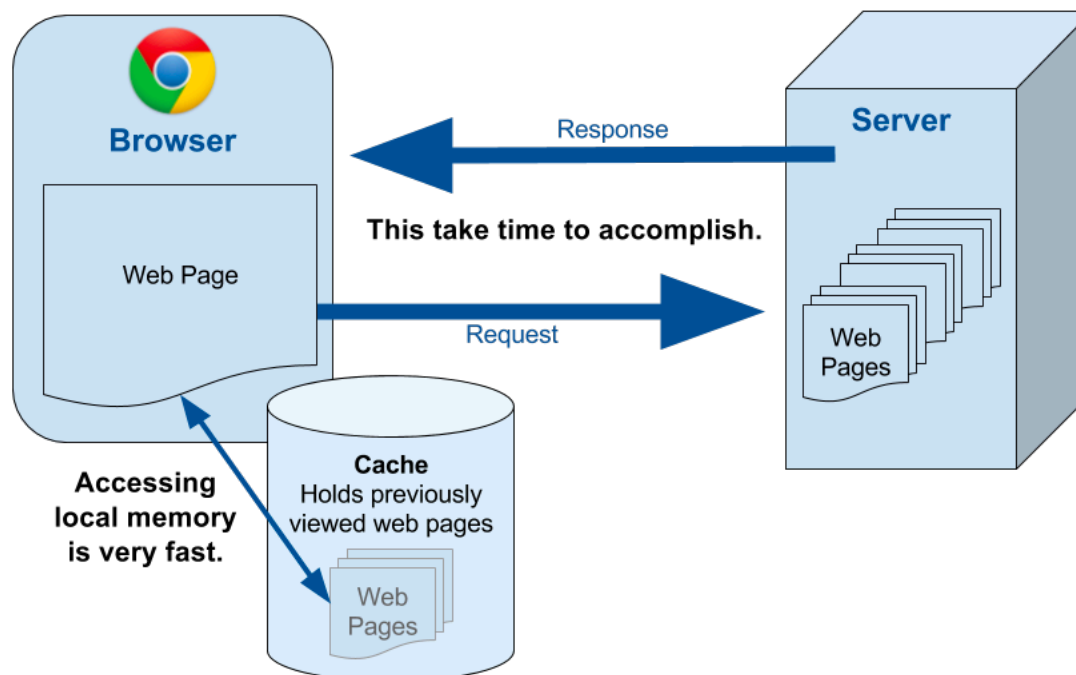 Browser
Server
Response
This take time to accomplish.
Web Page
Request
Web
Pages
Cache
Holds previously
viewed web pages
Accessing
local memory
is very fast.
Web
Pages